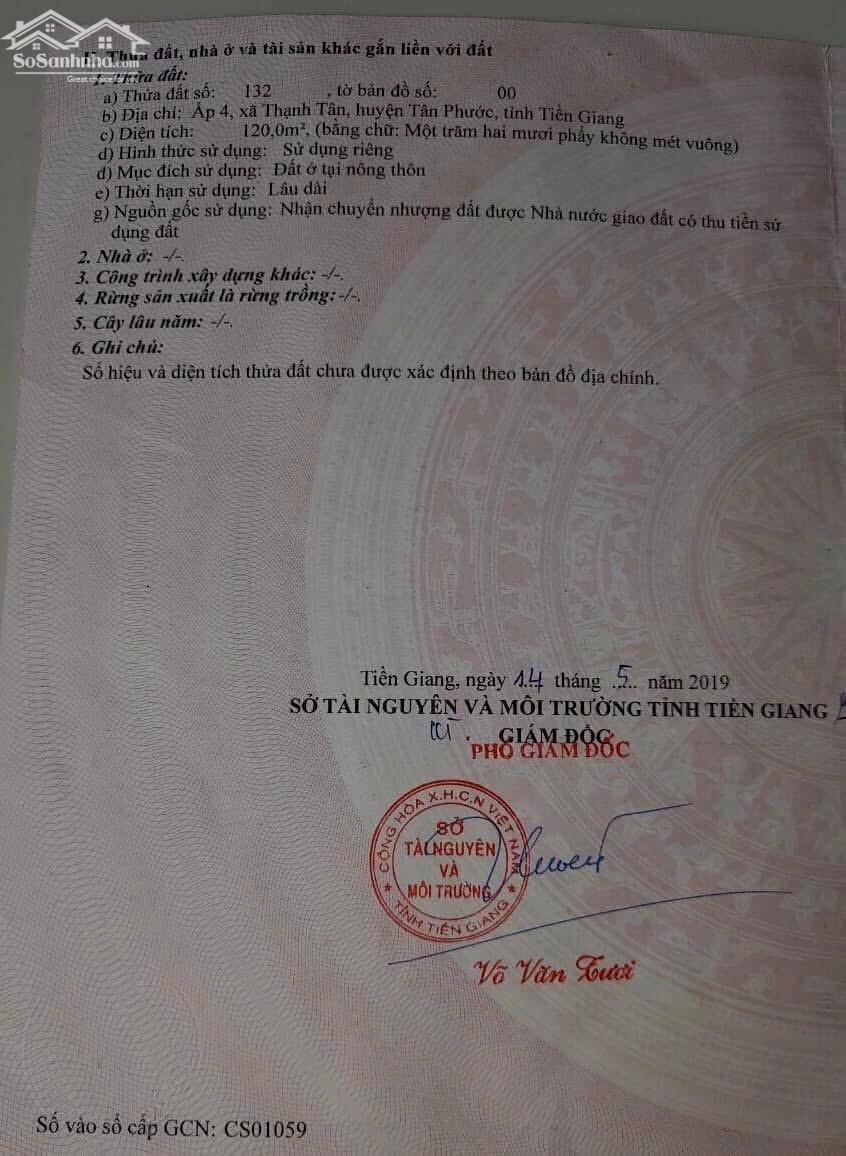 SoSanhnha.com
Great choice for you
II. Thửa đất, nhà ở và tài sản khác gắn liền với đất
1. Thửa đất:
a) Thửa đất số: 132 , tờ bản đồ số: 00
b) Địa chỉ: Ấp 4, xã Thạnh Tân, huyện Tân Phước, tỉnh Tiền Giang
c) Diện tích: 120,0m², (bằng chữ: Một trăm hai mươi phẩy không mét vuông)
d) Hình thức sử dụng: Sử dụng riêng
đ) Mục đích sử dụng: Đất ở tại nông thôn
e) Thời hạn sử dụng: Lâu dài
g) Nguồn gốc sử dụng: Nhận chuyển nhượng đất được Nhà nước giao đất có thu tiền sử
dụng đất
2. Nhà ở: -/-.
3. Công trình xây dựng khác: -/-.
4. Rừng sản xuất là rừng trồng: -/-.
5. Cây lâu năm: -/-.
6. Ghi chú:
Số hiệu và diện tích thửa đất chưa được xác định theo bản đồ địa chính.
Tiền Giang, ngày 14 tháng 5 năm 2019
SỞ TÀI NGUYÊN VÀ MÔI TRƯỜNG TỈNH TIỀN GIANG
GIÁM ĐỐC
PHÓ GIÁM ĐỐC
CỘNG HÒA X.H.C.N VIỆT NAM
SỞ
TÀI NGUYÊN
VÀ
MÔI TRƯỜNG
TỈNH TIỀN GIANG
Võ Văn Tươi
Số vào sổ cấp GCN: CS01059